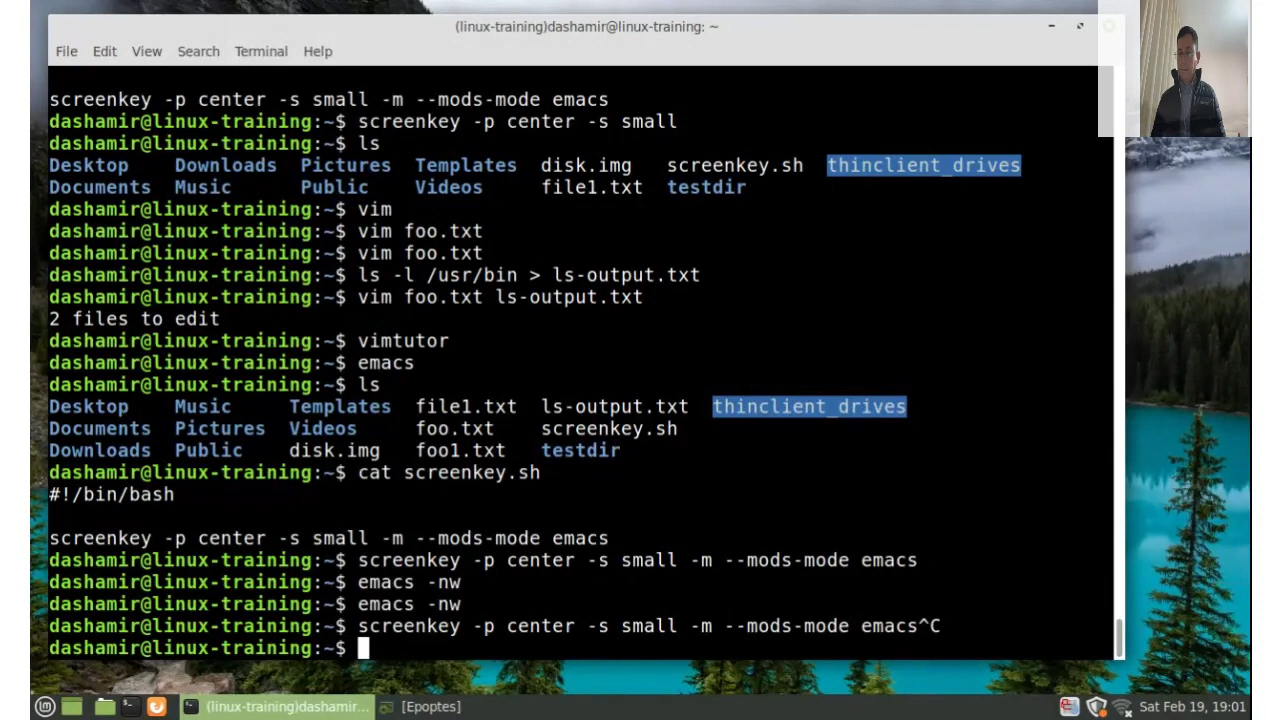 (linux-training)dashamir@linux-training: ~
File Edit View Search Terminal Help
screenkey -p center -s small -m --mods-mode emacs
dashamir@linux-training:~$ screenkey -p center -s small
dashamir@linux-training:~$ ls
Desktop Downloads Pictures Templates disk.img screenkey.sh thinclient_drives
Documents Music Public Videos file1.txt testdir
dashamir@linux-training:~$ vim
dashamir@linux-training:~$ vim foo.txt
dashamir@linux-training:~$ vim foo.txt
dashamir@linux-training:~$ ls -l /usr/bin > ls-output.txt
dashamir@linux-training:~$ vim foo.txt ls-output.txt
2 files to edit
dashamir@linux-training:~$ vimtutor
dashamir@linux-training:~$ emacs
dashamir@linux-training:~$ ls
Desktop Music Templates file1.txt ls-output.txt thinclient_drives
Documents Pictures Videos foo.txt screenkey.sh
Downloads Public disk.img foo1.txt testdir
dashamir@linux-training:~$ cat screenkey.sh
#!/bin/bash
screenkey -p center -s small -m --mods-mode emacs
dashamir@linux-training:~$ screenkey -p center -s small -m --mods-mode emacs
dashamir@linux-training:~$ emacs -nw
dashamir@linux-training:~$ emacs -nw
dashamir@linux-training:~$ screenkey -p center -s small -m --mods-mode emacs^C
dashamir@linux-training:~$
(linux-training)dashamir... [Epoptes] Sat Feb 19, 19:01